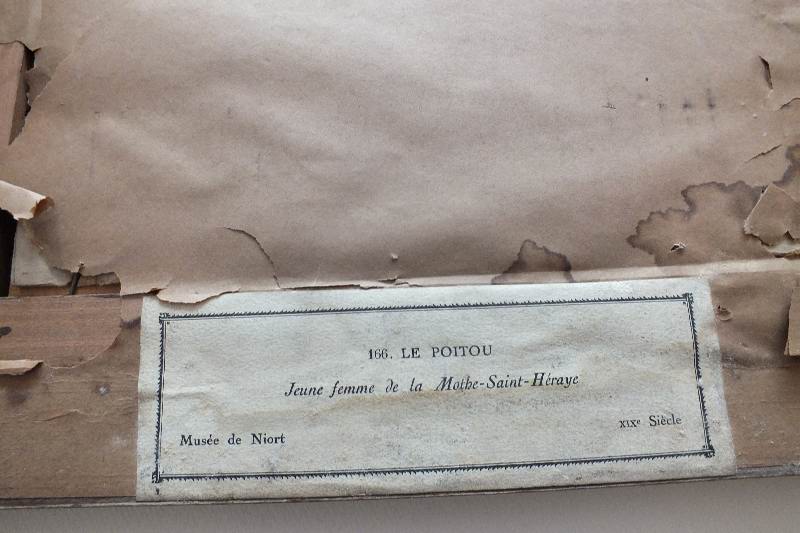 166. LE POITOU
Jeune femme de la Mothe-Saint-Héraye
Musée de Niort
XIXe Siècle